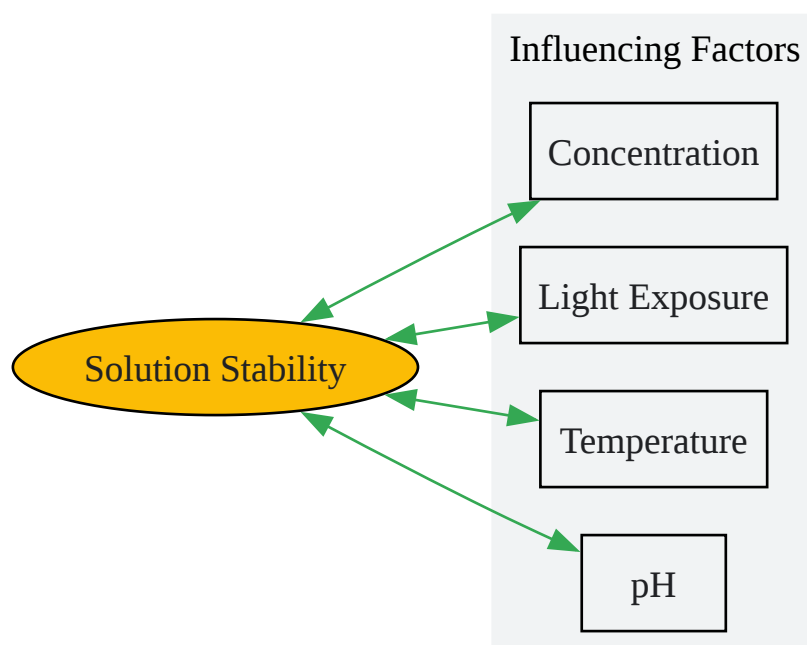 Influencing Factors
Concentration
Light Exposure
Solution Stability
Temperature
pH